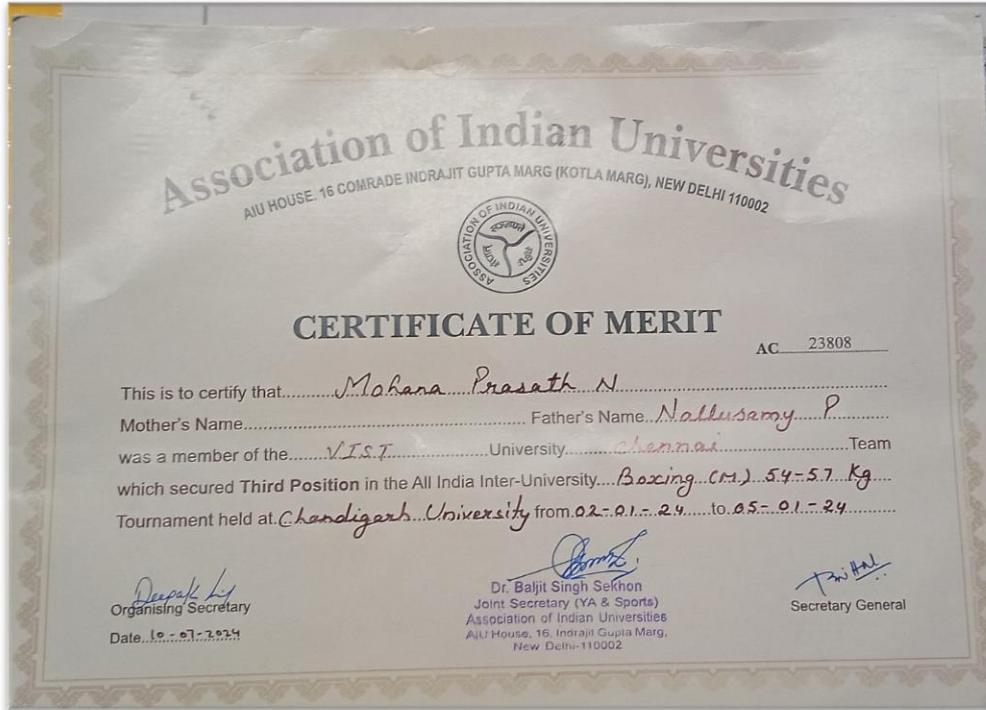 Association of Indian Universities
AIU HOUSE, 16 COMRADE INDRAJIT GUPTA MARG (KOTLA MARG), NEW DELHI 110002
ASSOCIATION OF INDIAN UNIVERSITIES
CERTIFICATE OF MERIT
AC 23808
This is to certify that Mohana Prasath N
Mother's Name Father's Name Nallusamy P
was a member of the VIST University Chennai Team
which secured Third Position in the All India Inter-University Boxing (M) 54-57 Kg
Tournament held at Chandigarh University from 02-01-24 to 05-01-24
Organising Secretary
Date 10-07-2024
Dr. Baljit Singh Sekhon
Joint Secretary (YA & Sports)
Association of Indian Universities
AIU House, 16, Indrajit Gupta Marg,
New Delhi-110002
Secretary General